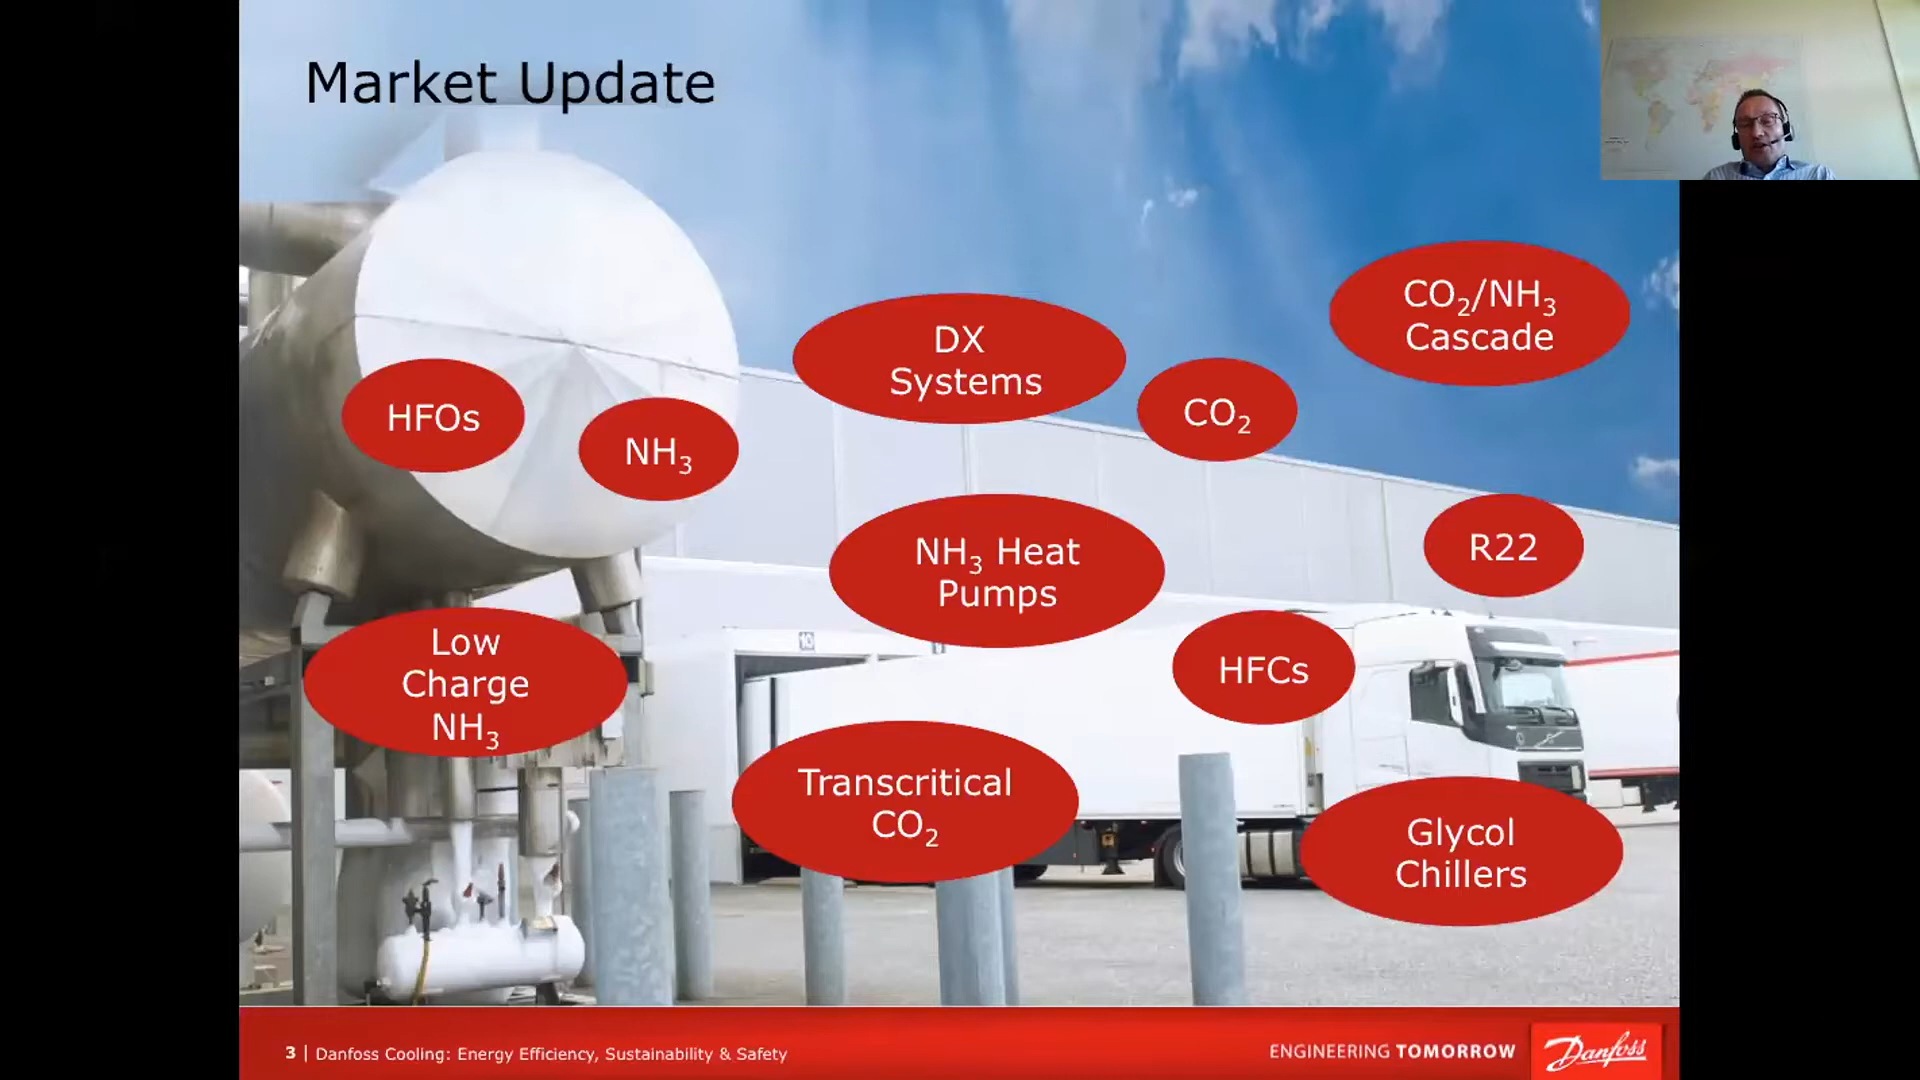 Market Update
CO₂/NH₃
Cascade
DX
Systems
CO₂
HFOs
NH₃
NH₃ Heat
Pumps
R22
Low
Charge
NH₃
HFCs
Transcritical
CO₂
Glycol
Chillers
10
3 | Danfoss Cooling: Energy Efficiency, Sustainability & Safety
ENGINEERING TOMORROW
Danfoss